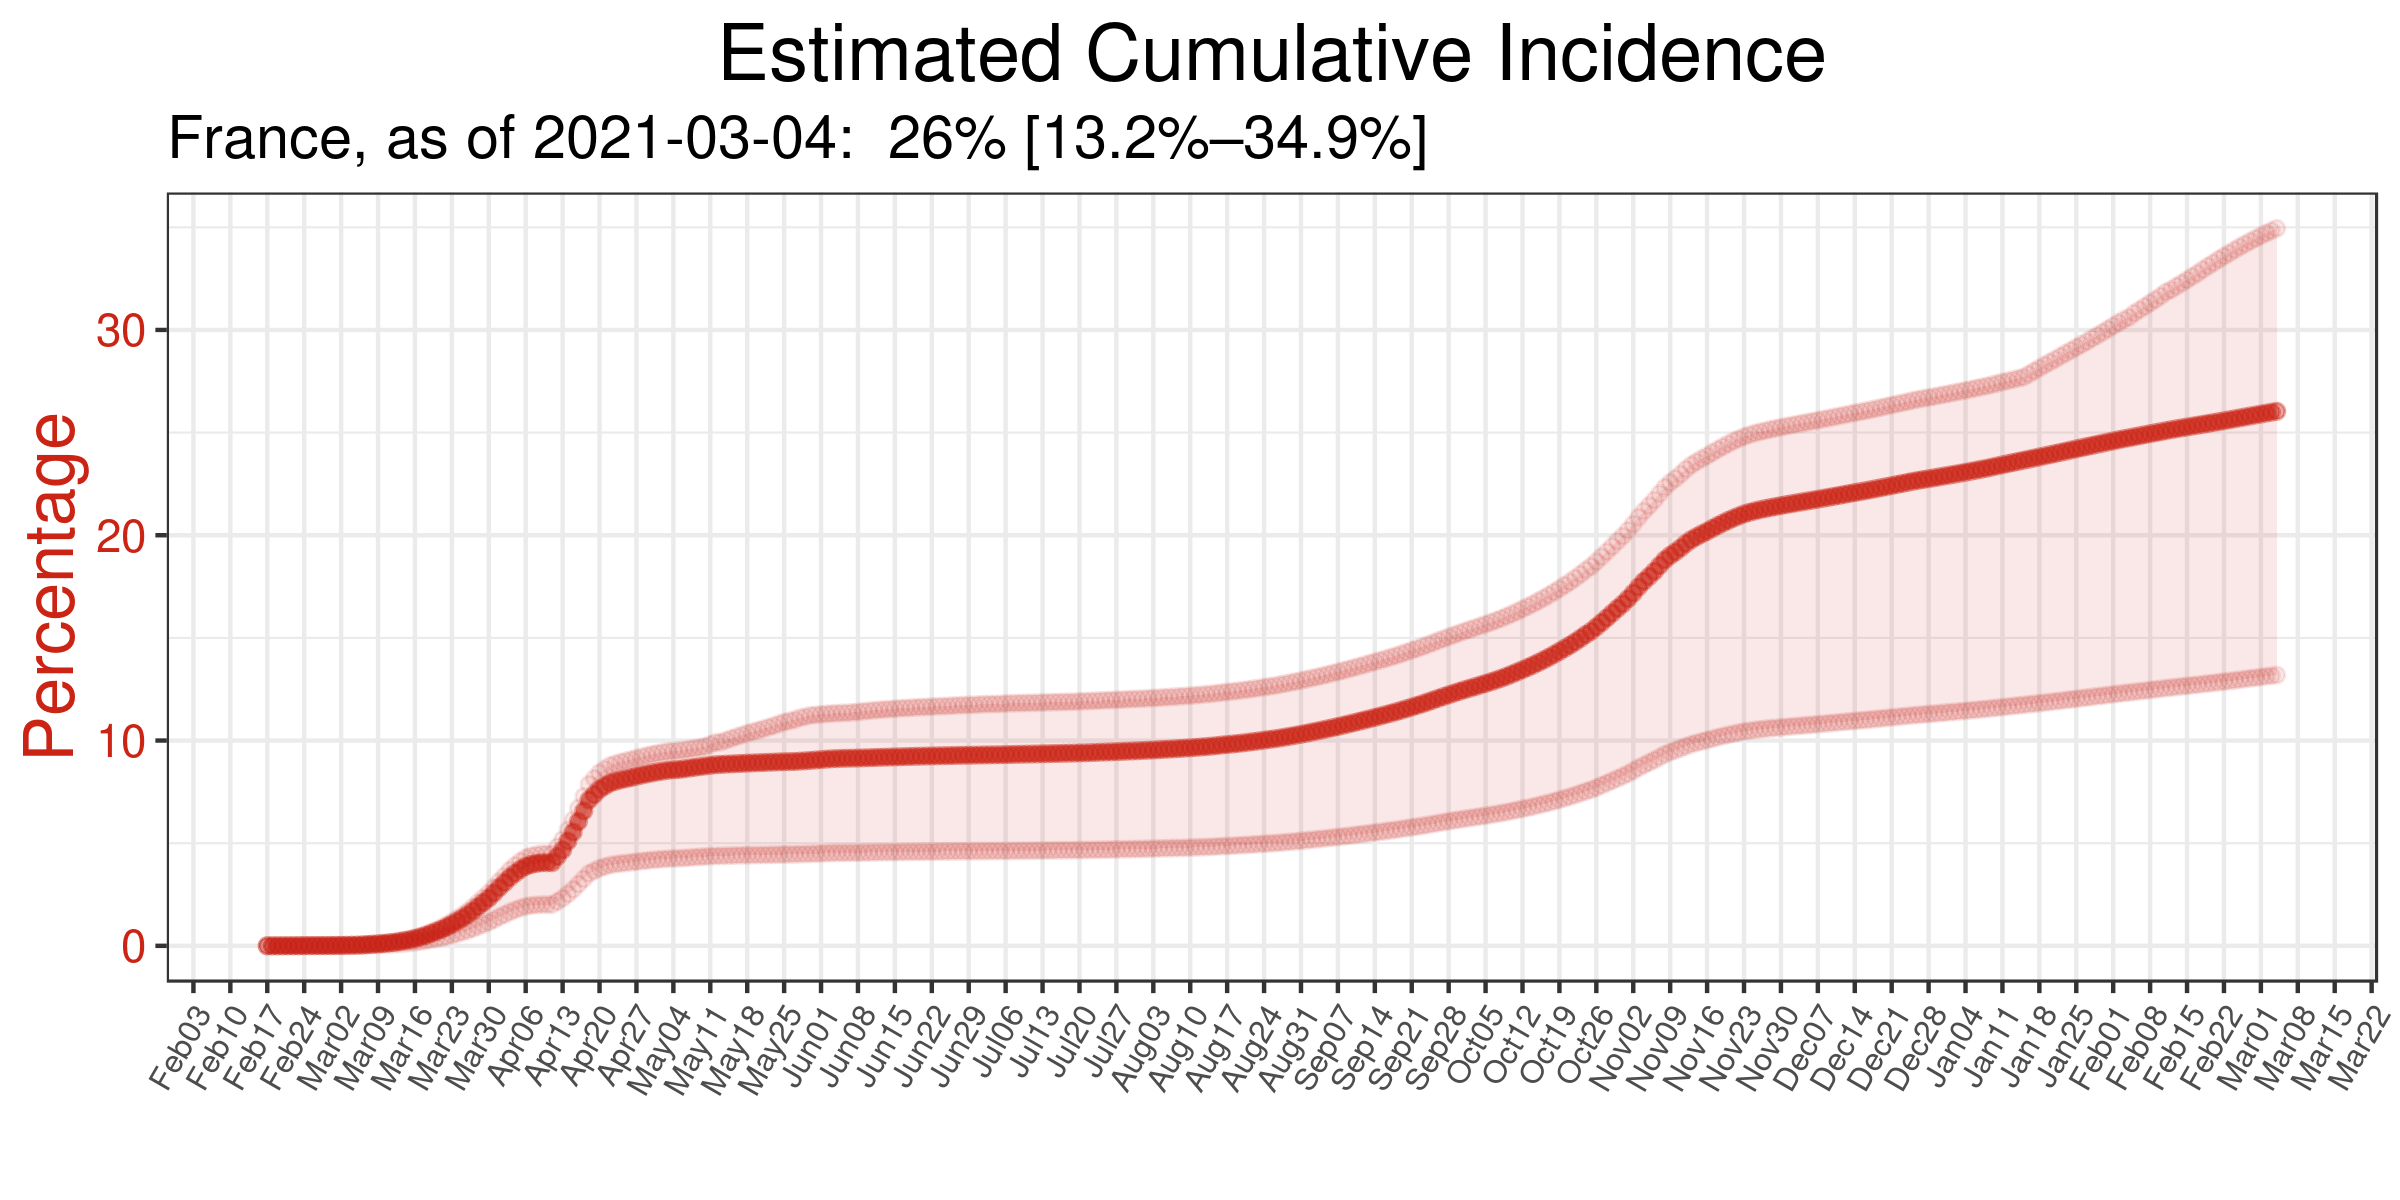 Estimated Cumulative Incidence
France, as of 2021-03-04:  26% [13.2%–34.9%]
Percentage
30
20
10
0
Feb03
Feb10
Feb17
Feb24
Mar02
Mar09
Mar16
Mar23
Mar30
Apr06
Apr13
Apr20
Apr27
May04
May11
May18
May25
Jun01
Jun08
Jun15
Jun22
Jun29
Jul06
Jul13
Jul20
Jul27
Aug03
Aug10
Aug17
Aug24
Aug31
Sep07
Sep14
Sep21
Sep28
Oct05
Oct12
Oct19
Oct26
Nov02
Nov09
Nov16
Nov23
Nov30
Dec07
Dec14
Dec21
Dec28
Jan04
Jan11
Jan18
Jan25
Feb01
Feb08
Feb15
Feb22
Mar01
Mar08
Mar15
Mar22